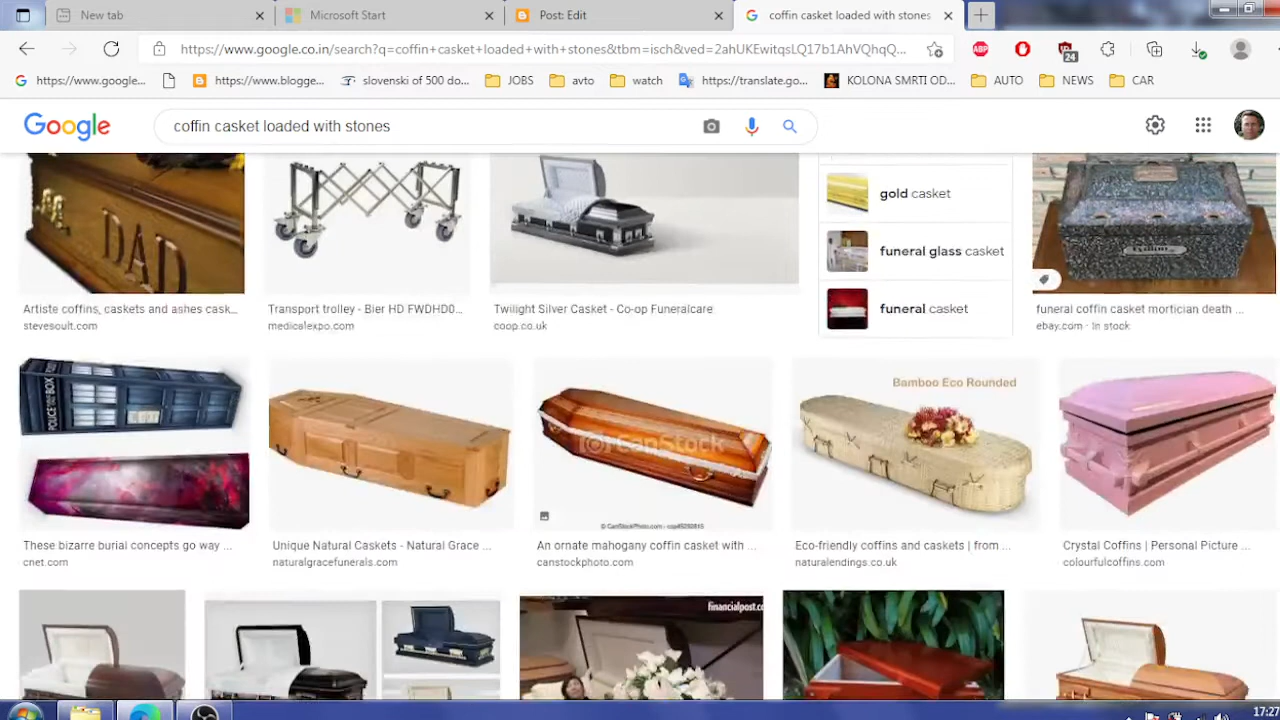 New tab
Microsoft Start
Post: Edit
coffin casket loaded with stones
https://www.google.co.in/search?q=coffin+casket+loaded+with+stones&tbm=isch&ved=2ahUKEwitqsLQ17b1AhVQhqQ...
ABP
24
https://www.google...
https://www.blogge...
slovenski of 500 do...
JOBS
avto
watch
https://translate.go...
KOLONA SMRTI OD...
AUTO
NEWS
CAR
Google
coffin casket loaded with stones
DAD
gold casket
funeral glass casket
funeral casket
Artiste coffins, caskets and ashes cask...
stevesoult.com
Transport trolley - Bier HD FWDHD0...
medicalexpo.com
Twilight Silver Casket - Co-op Funeralcare
coop.co.uk
funeral coffin casket mortician death ...
ebay.com · In stock
POLICE BOX
CanStock
© CanStockPhoto.com
Bamboo Eco Rounded
These bizarre burial concepts go way ...
cnet.com
Unique Natural Caskets - Natural Grace ...
naturalgracefunerals.com
An ornate mahogany coffin casket with ...
canstockphoto.com
Eco-friendly coffins and caskets | from ...
naturalendings.co.uk
Crystal Coffins | Personal Picture ...
colourfulcoffins.com
financialpost.c
17:27